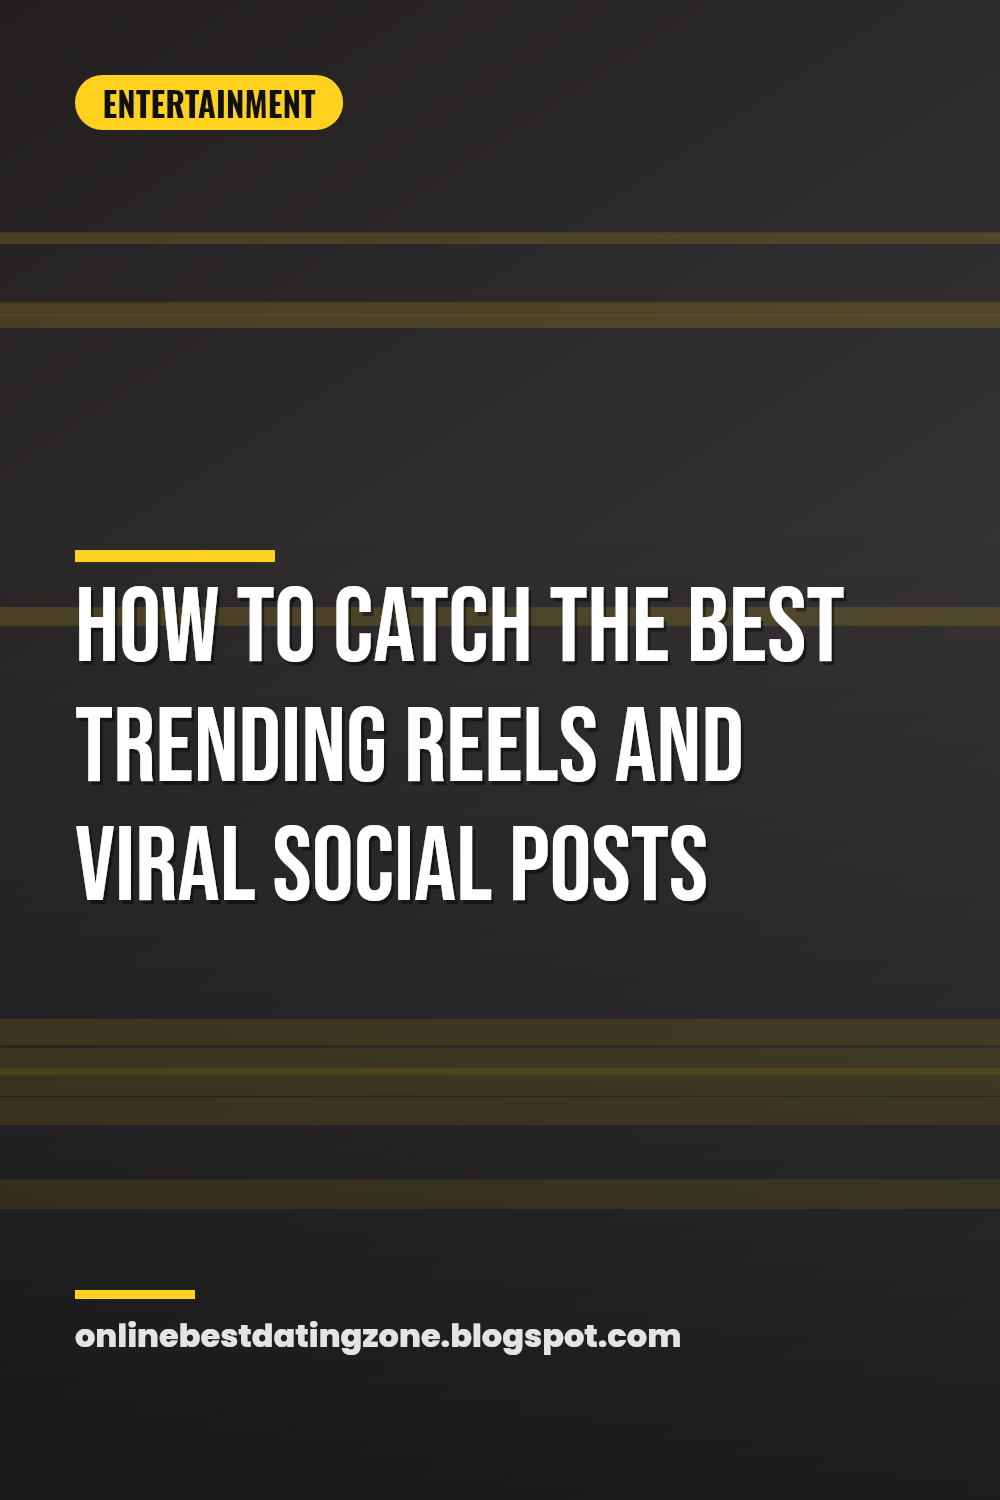 ENTERTAINMENT
HOW TO CATCH THE BEST
TRENDING REELS AND
VIRAL SOCIAL POSTS
onlinebestdatingzone.blogspot.com